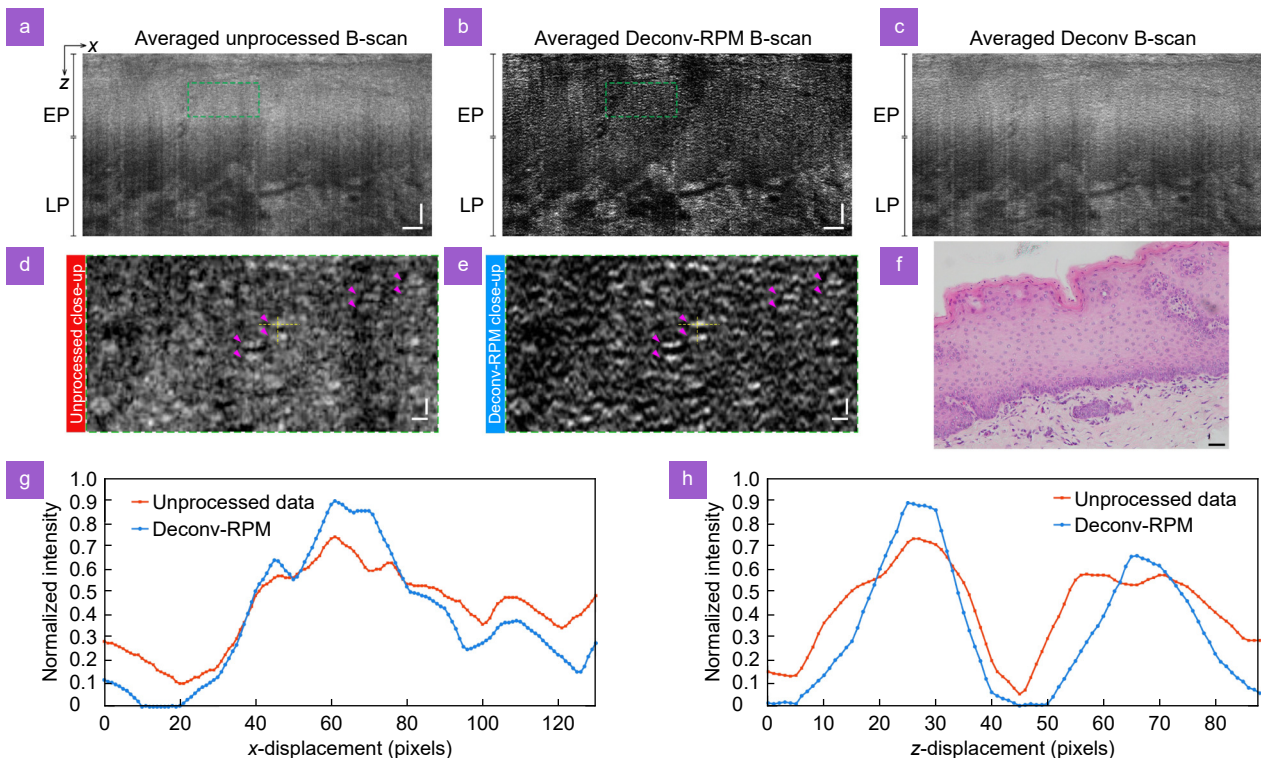 a
Averaged unprocessed B-scan
x
z
EP
LP
b
Averaged Deconv-RPM B-scan
EP
LP
c
Averaged Deconv B-scan
EP
LP
d
Unprocessed close-up
e
Deconv-RPM close-up
f
g
Normalized intensity
1.0
0.9
0.8
0.7
0.6
0.5
0.4
0.3
0.2
0.1
0
Unprocessed data
Deconv-RPM
0 20 40 60 80 100 120
x-displacement (pixels)
h
Normalized intensity
1.0
0.9
0.8
0.7
0.6
0.5
0.4
0.3
0.2
0.1
0
Unprocessed data
Deconv-RPM
0 10 20 30 40 50 60 70 80
z-displacement (pixels)